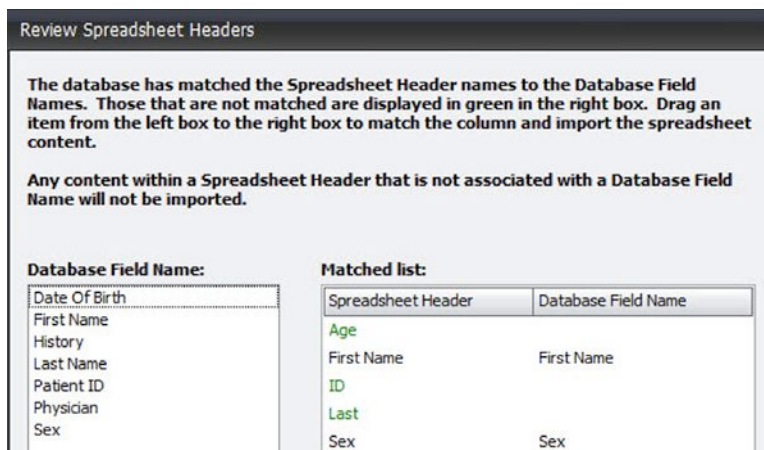 Review Spreadsheet Headers
The database has matched the Spreadsheet Header names to the Database Field
Names. Those that are not matched are displayed in green in the right box. Drag an
item from the left box to the right box to match the column and import the spreadsheet
content.
Any content within a Spreadsheet Header that is not associated with a Database Field
Name will not be imported.
Database Field Name:
Date Of Birth
First Name
History
Last Name
Patient ID
Physician
Sex
Matched list:
Spreadsheet Header Database Field Name
Age
First Name First Name
ID
Last
Sex Sex